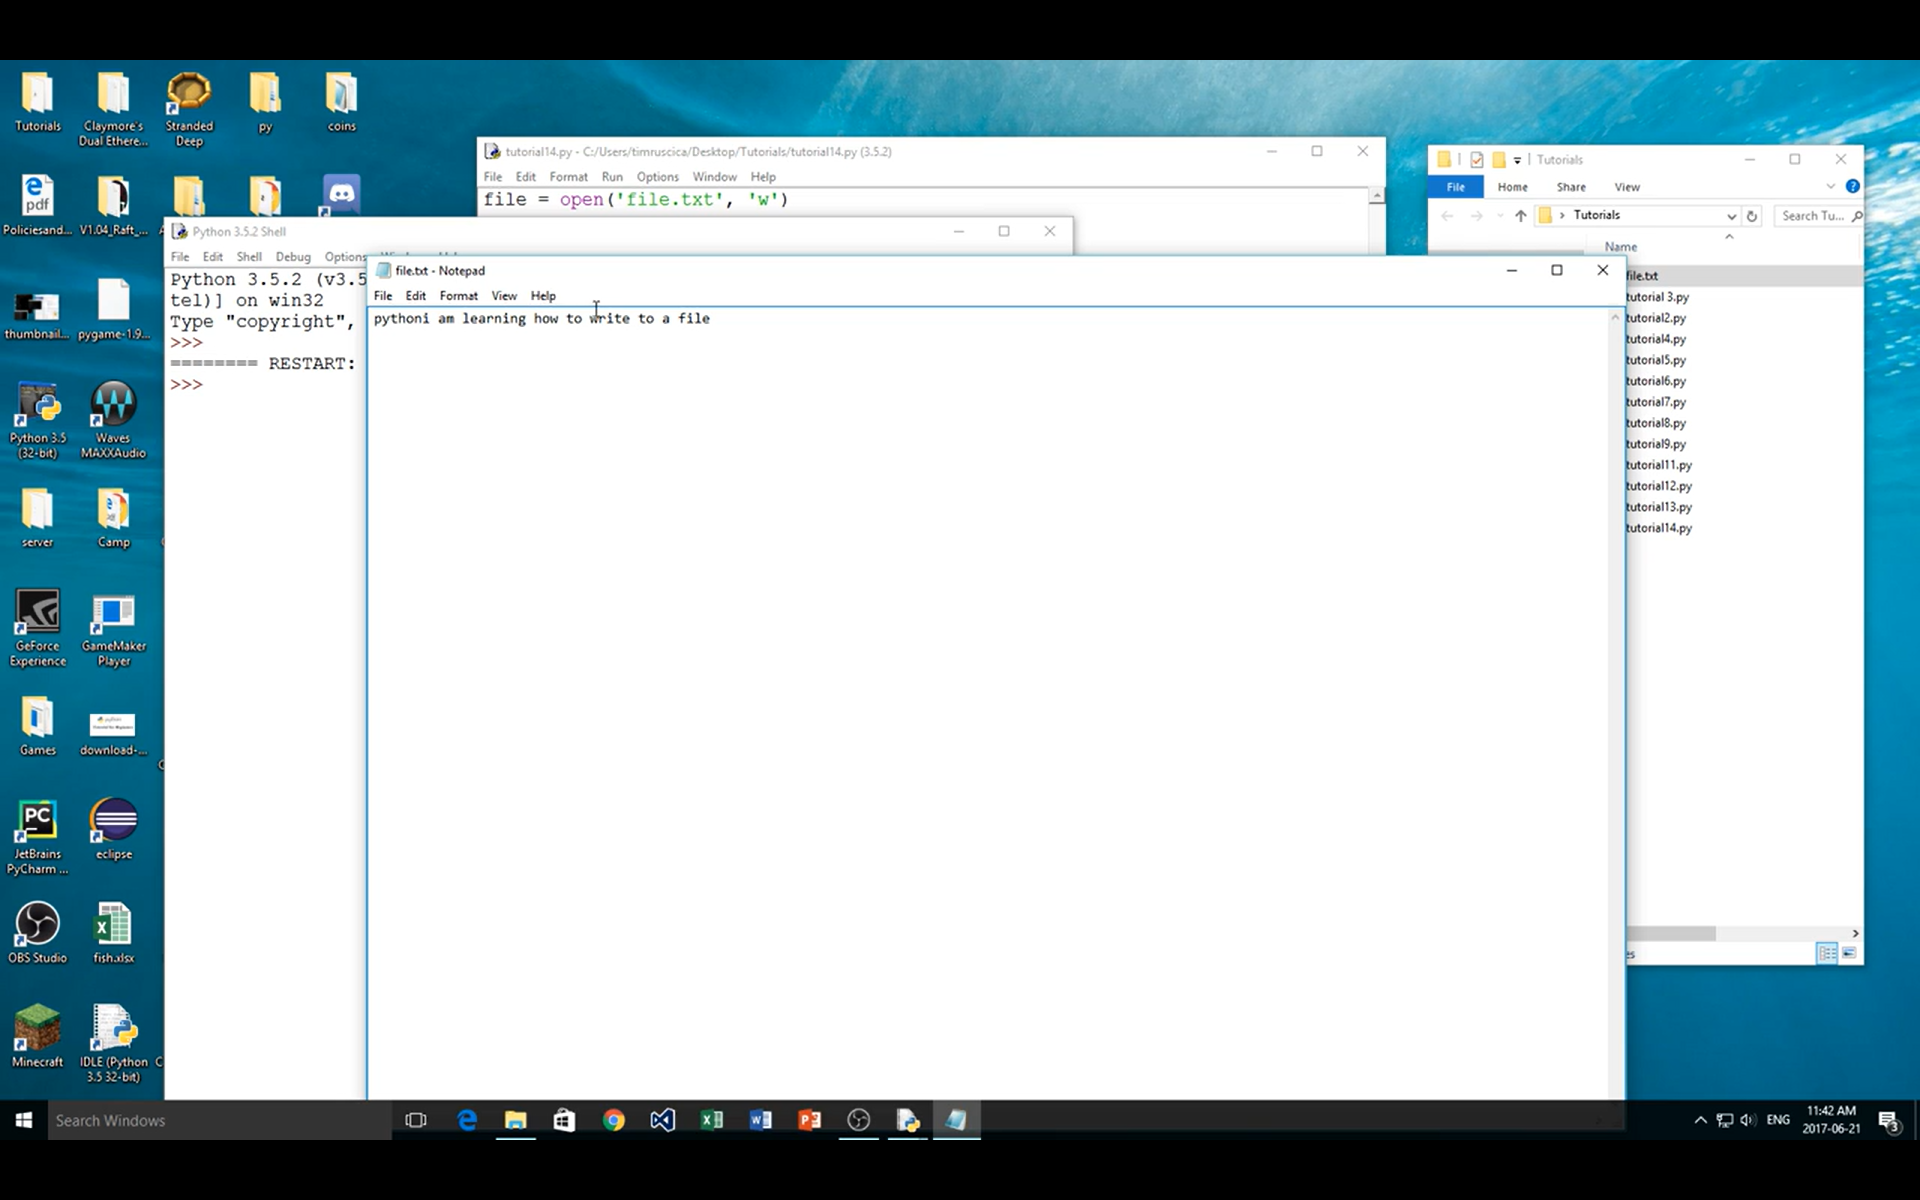 Tutorials
Claymore's
Dual Ethere...
Stranded
Deep
py
coins
Policiesand...
V1.04_Raft_...
thumbnail...
pygame-1.9...
Python 3.5
(32-bit)
Waves
MAXXAudio
server
Camp
GeForce
Experience
GameMaker
Player
Games
download-...
JetBrains
PyCharm ...
eclipse
OBS Studio
fish.xlsx
Minecraft
IDLE (Python
3.5 32-bit)
tutorial14.py - C:/Users/timruscica/Desktop/Tutorials/tutorial14.py (3.5.2)
File Edit Format Run Options Window Help
file = open('file.txt', 'w')
Python 3.5.2 Shell
File Edit Shell Debug Options
Python 3.5.2 (v3.5
tel)] on win32
Type "copyright",
>>>
======== RESTART:
>>>
file.txt - Notepad
File Edit Format View Help
pythoni am learning how to write to a file
Tutorials
File Home Share View
Tutorials
Search Tu...
Name
file.txt
tutorial 3.py
tutorial2.py
tutorial4.py
tutorial5.py
tutorial6.py
tutorial7.py
tutorial8.py
tutorial9.py
tutorial11.py
tutorial12.py
tutorial13.py
tutorial14.py
Search Windows
ENG
11:42 AM
2017-06-21
3